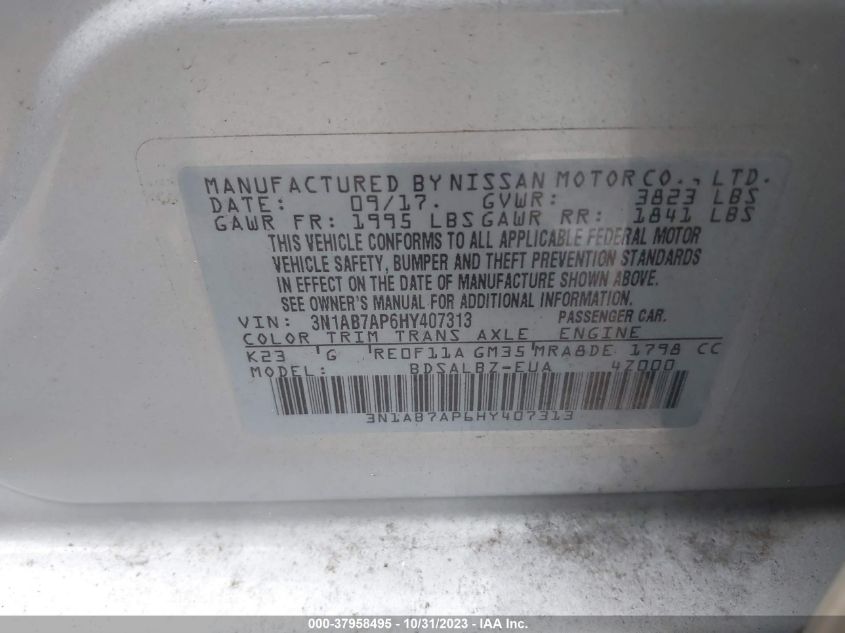 MANUFACTURED BY NISSAN MOTOR CO., LTD.
DATE: 09/17. GVWR: 3823 LBS
GAWR FR: 1995 LBS GAWR RR: 1841 LBS
THIS VEHICLE CONFORMS TO ALL APPLICABLE FEDERAL MOTOR
VEHICLE SAFETY, BUMPER AND THEFT PREVENTION STANDARDS
IN EFFECT ON THE DATE OF MANUFACTURE SHOWN ABOVE.
SEE OWNER'S MANUAL FOR ADDITIONAL INFORMATION.
VIN: 3N1AB7AP6HY407313 PASSENGER CAR.
COLOR TRIM TRANS AXLE ENGINE
K23 'G 'RE0F11A GM35'MRA8DE 1798 CC
MODEL: BDSALBZ-EUA 4Z000
3N1AB7AP6HY407313
000-37958495 - 10/31/2023 - IAA Inc.